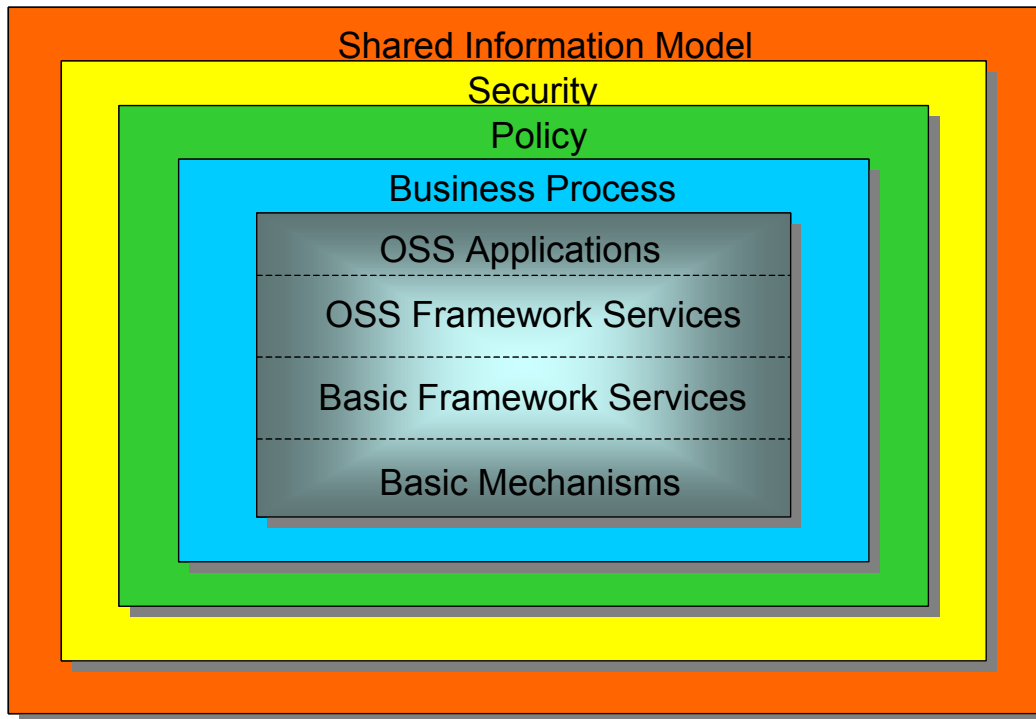 Shared Information Model
Security
Policy
Business Process
OSS Applications
OSS Framework Services
Basic Framework Services
Basic Mechanisms